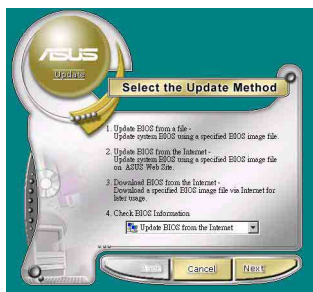 ASUS
Update
Select the Update Method
1. Update BIOS from a file -
Update system BIOS using a specified BIOS image file.
2. Update BIOS from the Internet -
Update system BIOS using a specified BIOS image file
on ASUS Web Site.
3. Download BIOS from the Internet -
Download a specified BIOS image file via Internet for
later usage.
4. Check BIOS Information
Update BIOS from the Internet
Cancel
Next